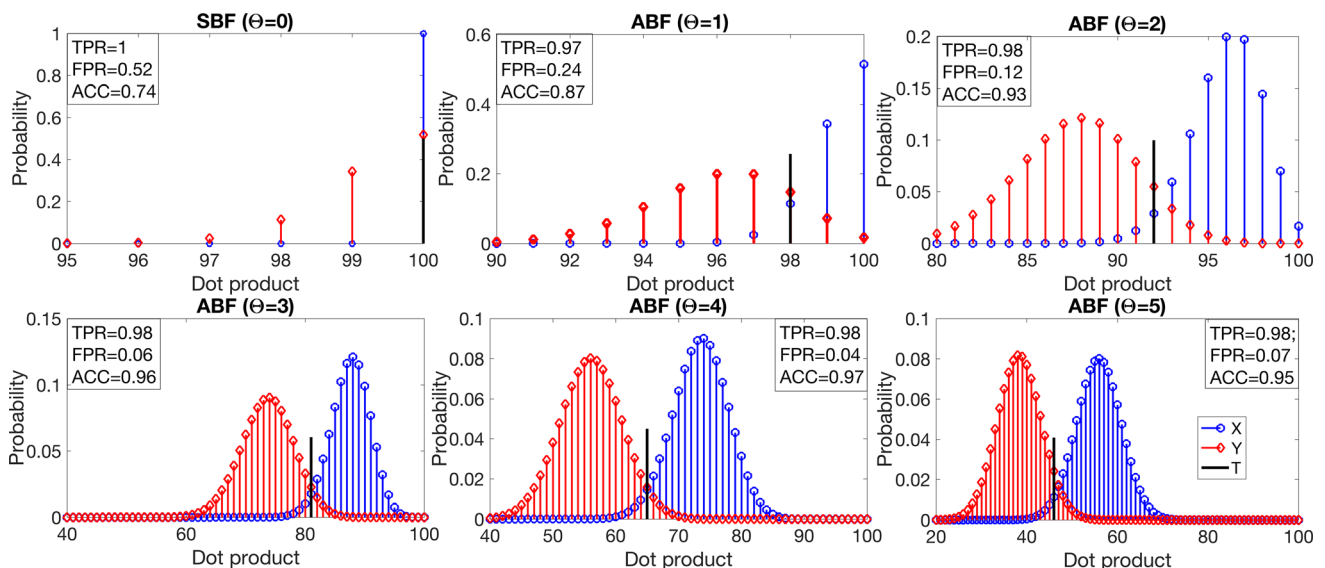 SBF (Θ=0)
TPR=1
FPR=0.52
ACC=0.74
Probability
1
0.8
0.6
0.4
0.2
0
95 96 97 98 99 100
Dot product
ABF (Θ=1)
TPR=0.97
FPR=0.24
ACC=0.87
Probability
0.6
0.4
0.2
0
90 92 94 96 98 100
Dot product
ABF (Θ=2)
TPR=0.98
FPR=0.12
ACC=0.93
Probability
0.2
0.15
0.1
0.05
0
80 85 90 95 100
Dot product
ABF (Θ=3)
TPR=0.98
FPR=0.06
ACC=0.96
Probability
0.15
0.1
0.05
0
40 60 80 100
Dot product
ABF (Θ=4)
TPR=0.98
FPR=0.04
ACC=0.97
Probability
0.1
0.08
0.06
0.04
0.02
0
40 50 60 70 80 90 100
Dot product
ABF (Θ=5)
TPR=0.98;
FPR=0.07
ACC=0.95
X
Y
T
Probability
0.1
0.08
0.06
0.04
0.02
0
20 40 60 80 100
Dot product